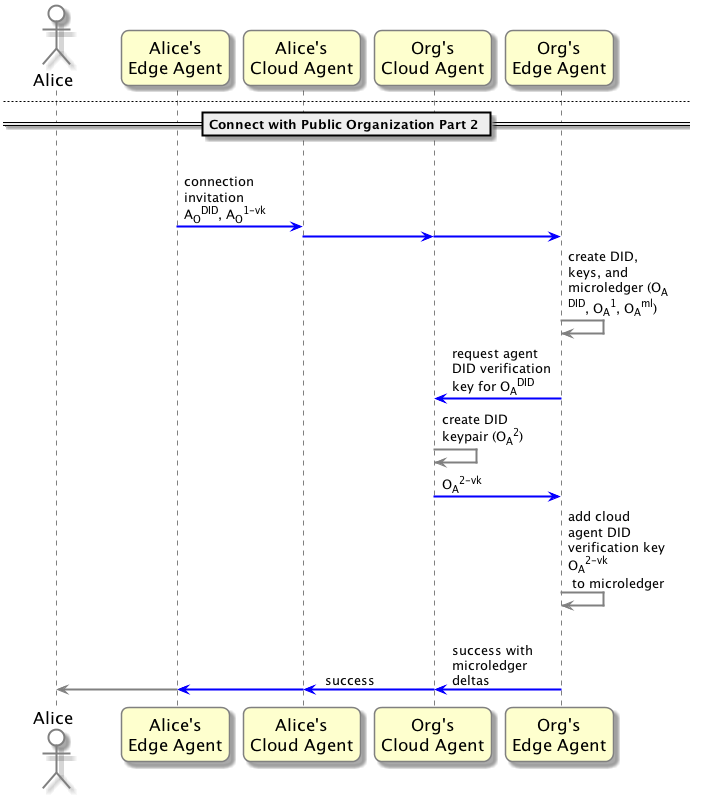 Alice
Alice's
Edge Agent
Alice's
Cloud Agent
Org's
Cloud Agent
Org's
Edge Agent
Connect with Public Organization Part 2
connection
invitation
A_O^DID, A_O^1-vk
create DID,
keys, and
microledger (O_A
^DID, O_A^1, O_A^ml)
request agent
DID verification
key for O_A^DID
create DID
keypair (O_A^2)
O_A^2-vk
add cloud
agent DID
verification key
O_A^2-vk
to microledger
success with
microledger
deltas
success
Alice
Alice's
Edge Agent
Alice's
Cloud Agent
Org's
Cloud Agent
Org's
Edge Agent